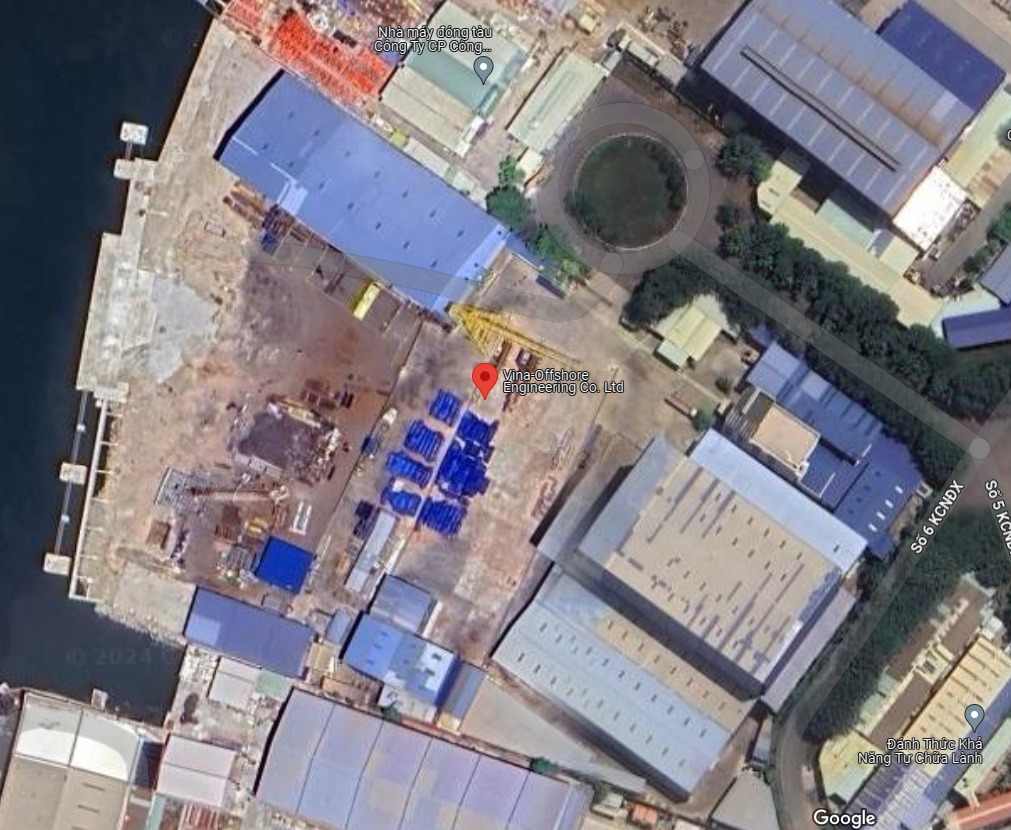 Nhà máy đóng tàu
Công Ty CP Công...
Vina-Offshore
Engineering Co. Ltd
Số 6 KCNĐX
Số 5 KCNĐ
Đánh Thức Khả
Năng Tự Chữa Lành
Google
© 2024